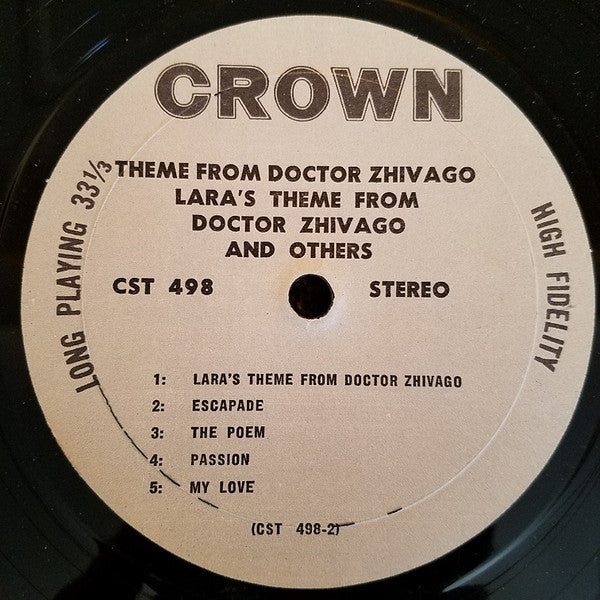 CROWN
THEME FROM DOCTOR ZHIVAGO
LARA'S THEME FROM
DOCTOR ZHIVAGO
AND OTHERS
LONG PLAYING 33 1/3
HIGH FIDELITY
CST 498
STEREO
1: LARA'S THEME FROM DOCTOR ZHIVAGO
2: ESCAPADE
3: THE POEM
4: PASSION
5: MY LOVE
(CST 498-2)